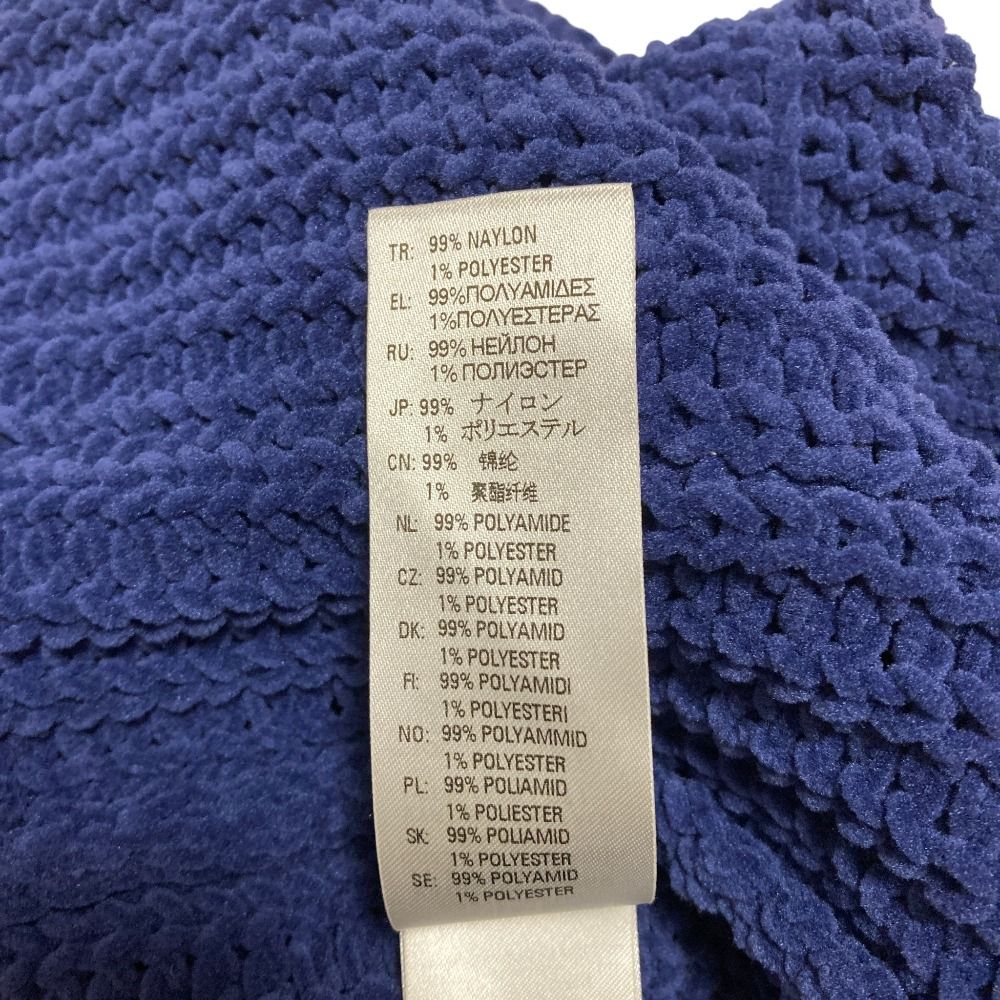 TR: 99% NAYLON
1% POLYESTER
EL: 99%ΠΟΛΥΑΜΙΔΕΣ
1%ΠΟΛΥΕΣΤΕΡΑΣ
RU: 99% НЕЙЛОН
1% ПОЛИЭСТЕР
JP: 99% ナイロン
1% ポリエステル
CN: 99% 锦纶
1% 聚酯纤维
NL: 99% POLYAMIDE
1% POLYESTER
CZ: 99% POLYAMID
1% POLYESTER
DK: 99% POLYAMID
1% POLYESTER
FI: 99% POLYAMIDI
1% POLYESTERI
NO: 99% POLYAMMID
1% POLYESTER
PL: 99% POLIAMID
1% POLIESTER
SK: 99% POLIAMID
1% POLYESTER
SE: 99% POLYAMID
1% POLYESTER